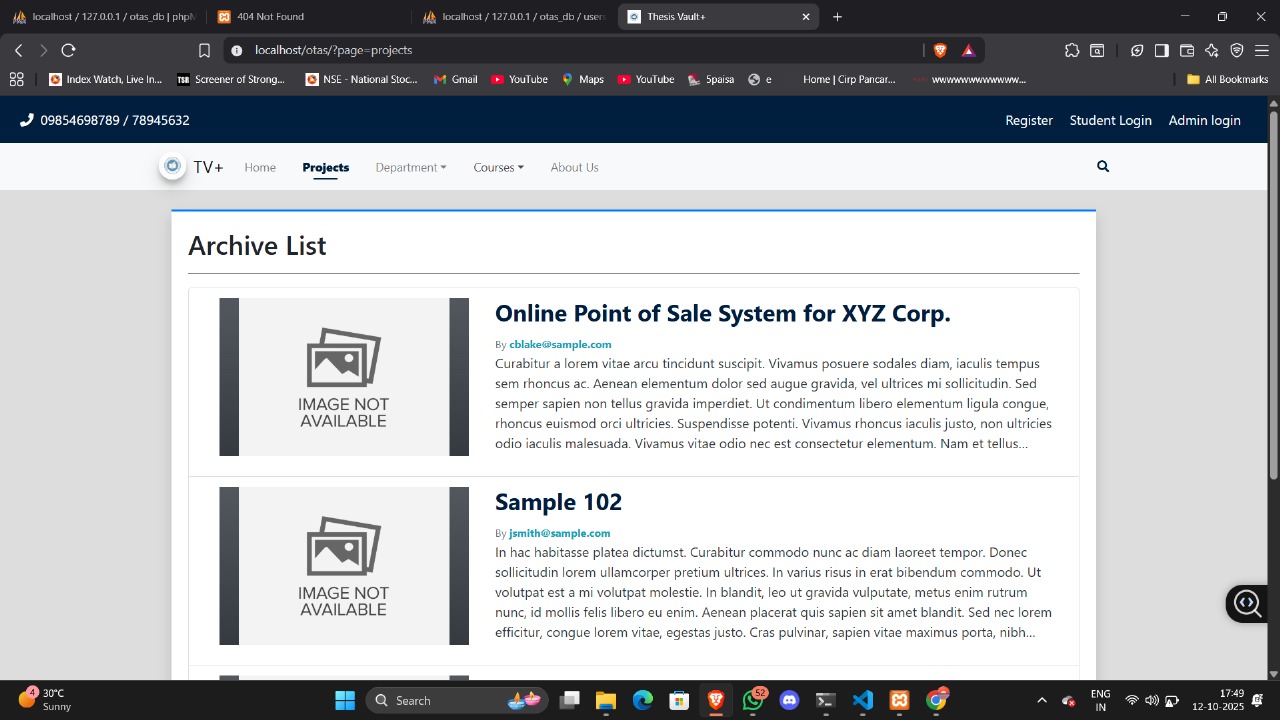 localhost / 127.0.0.1 / otas_db | phpM
404 Not Found
localhost / 127.0.0.1 / otas_db / users
Thesis Vault+
localhost/otas/?page=projects
Index Watch, Live In...
TSR
Screener of Strong...
NSE - National Stoc...
Gmail
YouTube
Maps
YouTube
5paisa
e
Home | Cirp Pancar...
wwwwwwwwwwww...
All Bookmarks
09854698789 / 78945632
Register
Student Login
Admin login
TV+
Home
Projects
Department
Courses
About Us
Archive List
IMAGE NOT
AVAILABLE
Online Point of Sale System for XYZ Corp.
By cblake@sample.com
Curabitur a lorem vitae arcu tincidunt suscipit. Vivamus posuere sodales diam, iaculis tempus
sem rhoncus ac. Aenean elementum dolor sed augue gravida, vel ultrices mi sollicitudin. Sed
semper sapien non tellus gravida imperdiet. Ut condimentum libero elementum ligula congue,
rhoncus euismod orci ultricies. Suspendisse potenti. Vivamus rhoncus iaculis justo, non ultricies
odio iaculis malesuada. Vivamus vitae odio nec est consectetur elementum. Nam et tellus...
IMAGE NOT
AVAILABLE
Sample 102
By jsmith@sample.com
In hac habitasse platea dictumst. Curabitur commodo nunc ac diam laoreet tempor. Donec
sollicitudin lorem ullamcorper pretium ultrices. In varius risus in erat bibendum commodo. Ut
volutpat est a mi volutpat molestie. In blandit, leo ut gravida vulputate, metus enim rutrum
nunc, id mollis felis libero eu enim. Aenean placerat quis sapien sit amet blandit. Sed nec lorem
efficitur, congue lorem vitae, egestas justo. Cras pulvinar, sapien vitae maximus porta, nibh...
4
30°C
Sunny
Search
52
ENG
IN
17:49
12-10-2025